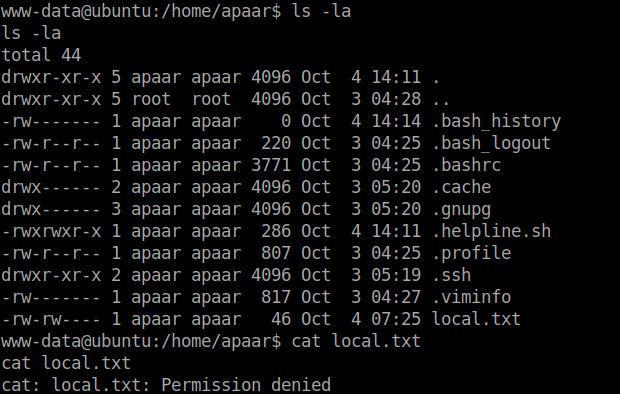 www-data@ubuntu:/home/apaar$ ls -la
ls -la
total 44
drwxr-xr-x 5 apaar apaar 4096 Oct  4 14:11 .
drwxr-xr-x 5 root  root  4096 Oct  3 04:28 ..
-rw------- 1 apaar apaar    0 Oct  4 14:14 .bash_history
-rw-r--r-- 1 apaar apaar  220 Oct  3 04:25 .bash_logout
-rw-r--r-- 1 apaar apaar 3771 Oct  3 04:25 .bashrc
drwx------ 2 apaar apaar 4096 Oct  3 05:20 .cache
drwx------ 3 apaar apaar 4096 Oct  3 05:20 .gnupg
-rwxrwxr-x 1 apaar apaar  286 Oct  4 14:11 .helpline.sh
-rw-r--r-- 1 apaar apaar  807 Oct  3 04:25 .profile
drwxr-xr-x 2 apaar apaar 4096 Oct  3 05:19 .ssh
-rw------- 1 apaar apaar  817 Oct  3 04:27 .viminfo
-rw-rw---- 1 apaar apaar   46 Oct  4 07:25 local.txt
www-data@ubuntu:/home/apaar$ cat local.txt
cat local.txt
cat: local.txt: Permission denied